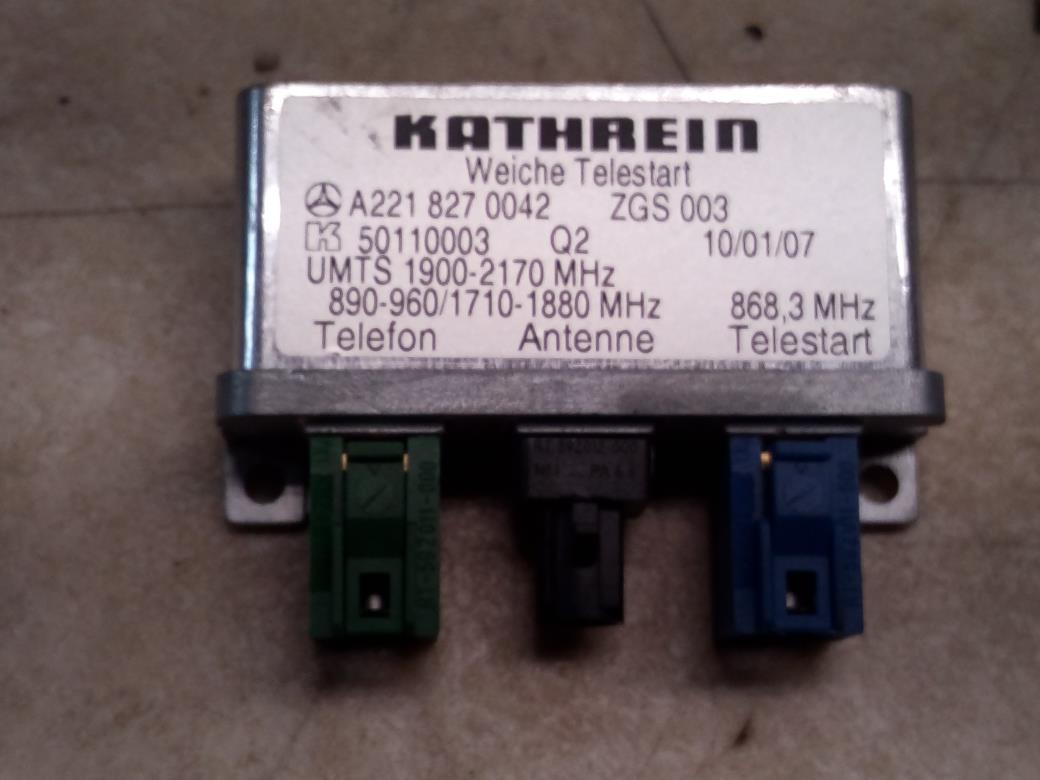 KATHREIN
Weiche Telestart
A221 827 0042 ZGS 003
K 50110003 Q2 10/01/07
UMTS 1900-2170 MHz
890-960/1710-1880 MHz 868,3 MHz
Telefon Antenne Telestart